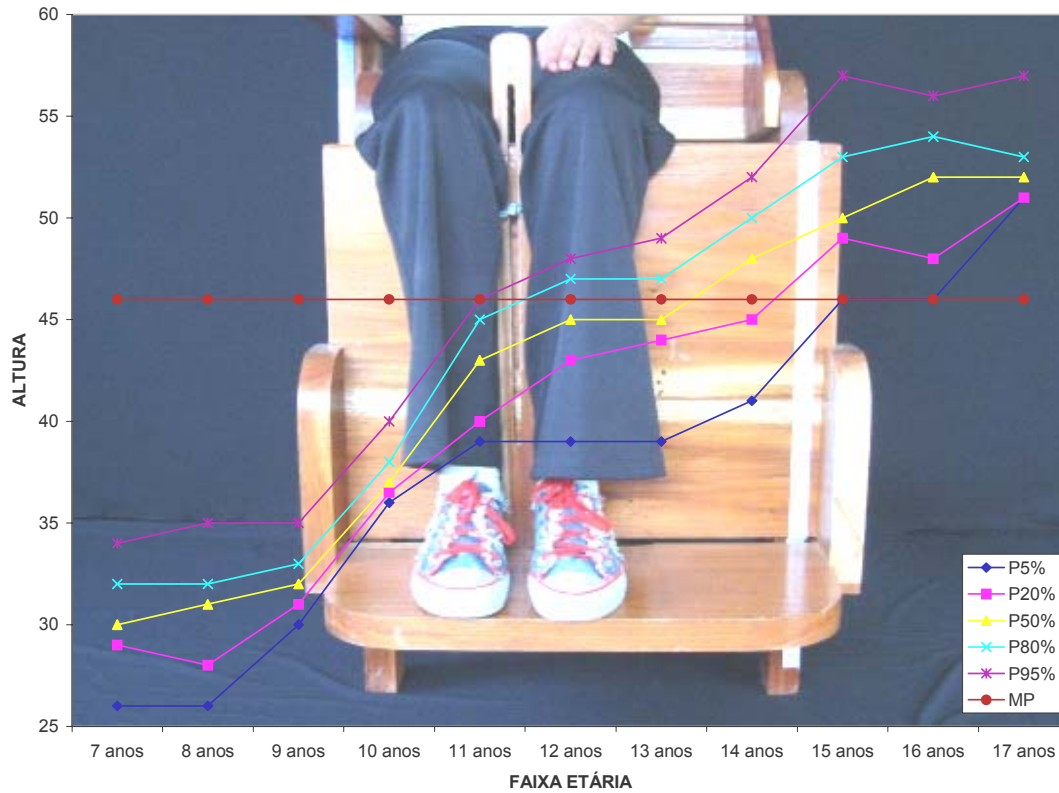 60
55
50
45
40
35
30
25
ALTURA
7 anos
8 anos
9 anos
10 anos
11 anos
12 anos
13 anos
14 anos
15 anos
16 anos
17 anos
FAIXA ETÁRIA
P5%
P20%
P50%
P80%
P95%
MP